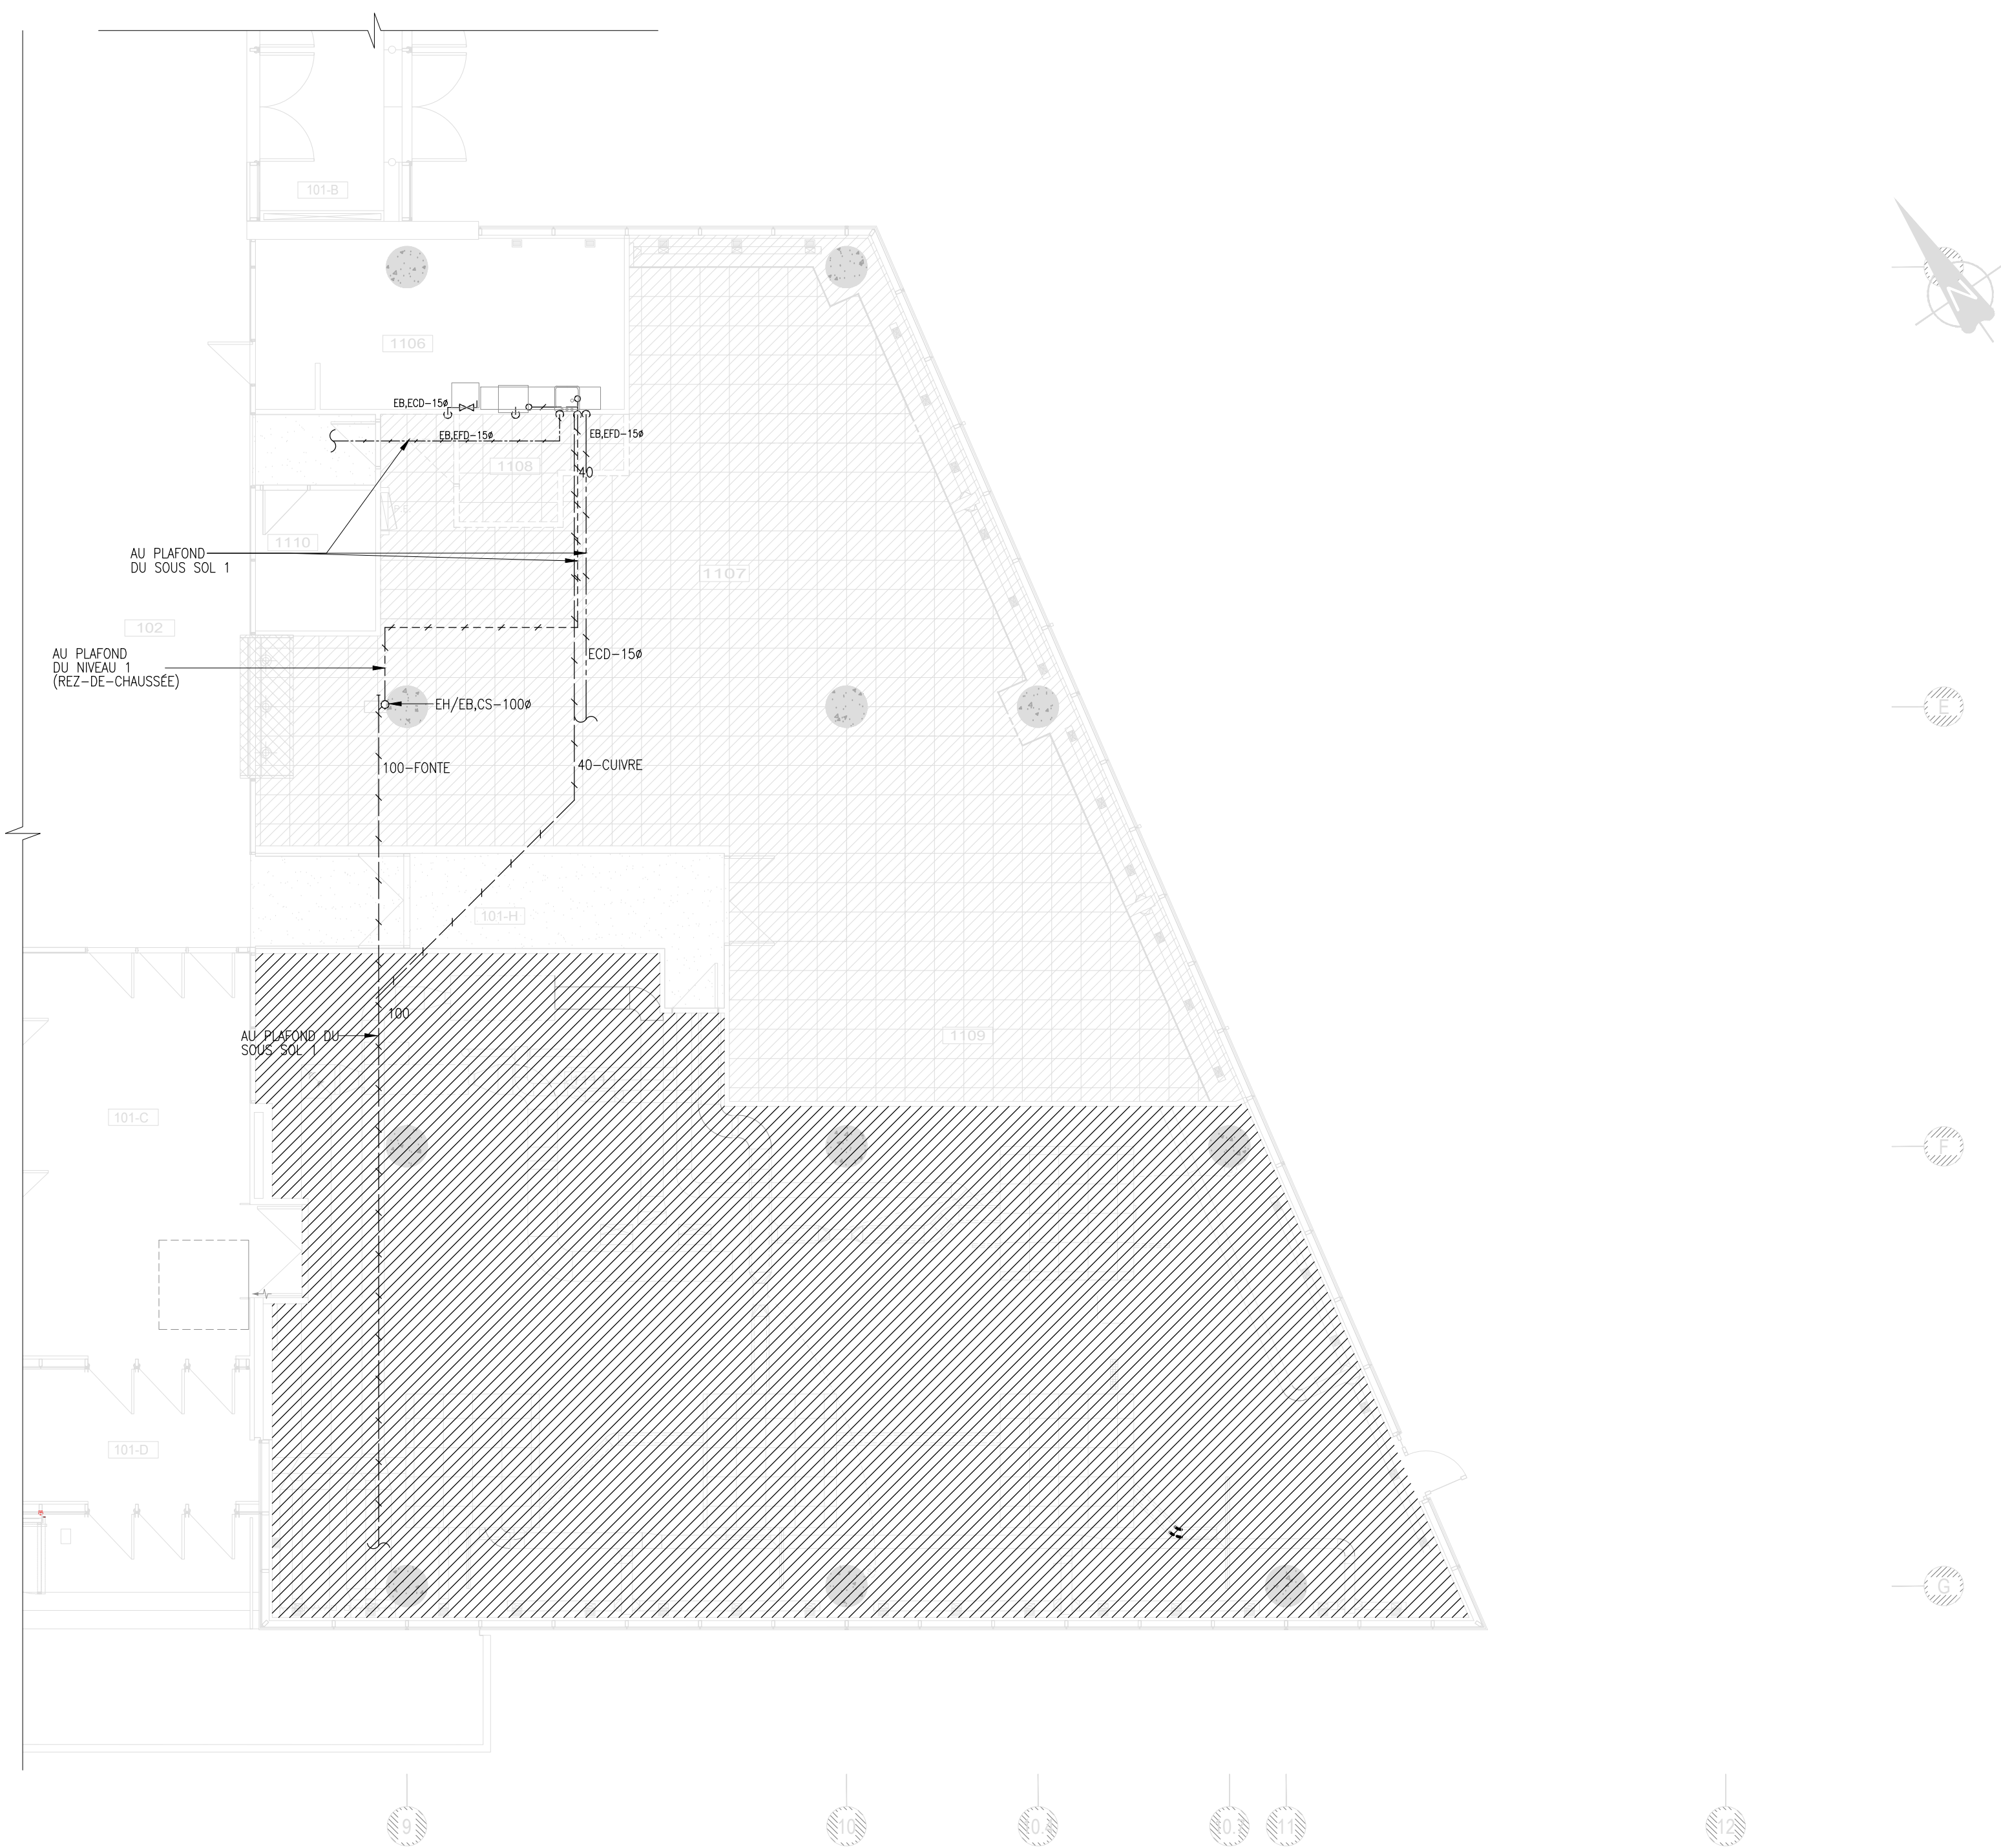 101-B
N
1106
EB,ECD-15ø
EB,EFD-15ø
EB,EFD-15ø
40
1108
1110
AU PLAFOND
DU SOUS SOL 1
1107
102
AU PLAFOND
DU NIVEAU 1
(REZ-DE-CHAUSSÉE)
ECD-15ø
EH/EB,CS-100ø
E
100-FONTE
40-CUIVRE
101-H
100
AU PLAFOND DU
SOUS SOL 1
1109
101-C
F
101-D
G
9
10
11
12